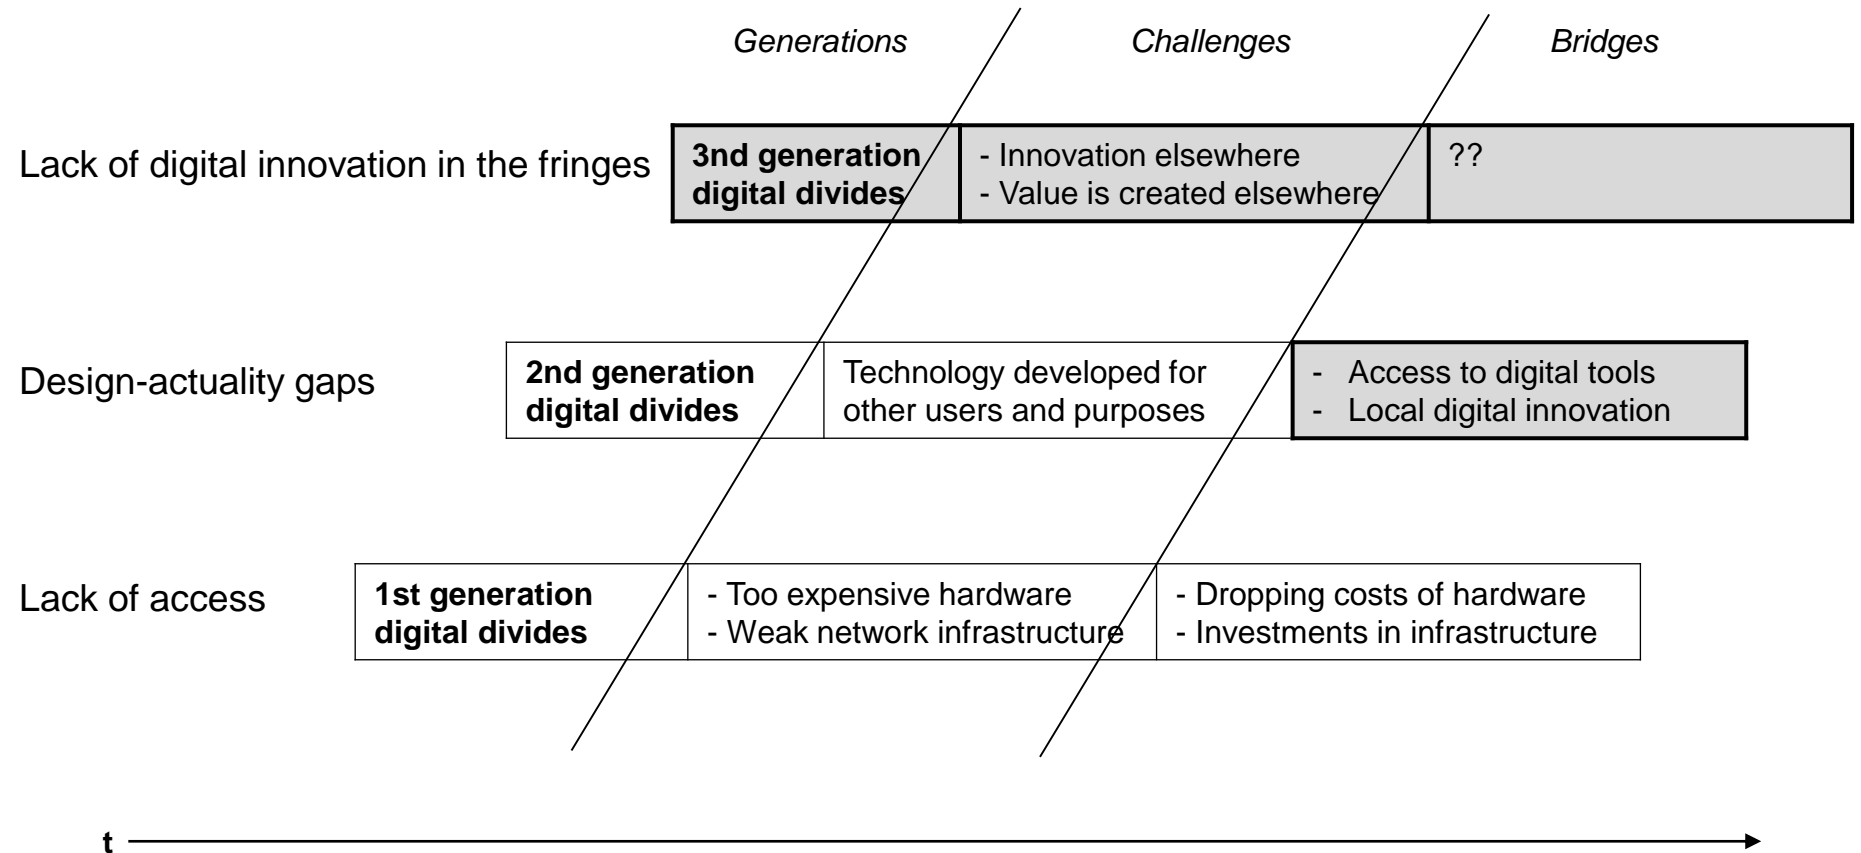 Generations
Challenges
Bridges
Lack of digital innovation in the fringes
3nd generation
digital divides
- Innovation elsewhere
- Value is created elsewhere
??
Design-actuality gaps
2nd generation
digital divides
Technology developed for
other users and purposes
- Access to digital tools
- Local digital innovation
Lack of access
1st generation
digital divides
- Too expensive hardware
- Weak network infrastructure
- Dropping costs of hardware
- Investments in infrastructure
t